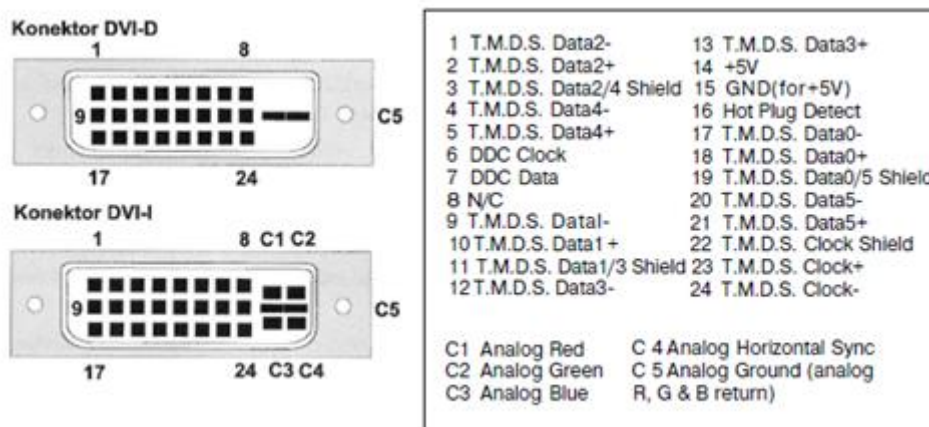 Konektor DVI-D
1 8
9 C5
17 24
Konektor DVI-I
1 8 C1 C2
9 C5
17 24 C3 C4
1 T.M.D.S. Data2-
2 T.M.D.S. Data2+
3 T.M.D.S. Data2/4 Shield
4 T.M.D.S. Data4-
5 T.M.D.S. Data4+
6 DDC Clock
7 DDC Data
8 N/C
9 T.M.D.S. Datal-
10 T.M.D.S. Data1 +
11 T.M.D.S. Data1/3 Shield
12 T.M.D.S. Data3-
13 T.M.D.S. Data3+
14 +5V
15 GND(for+5V)
16 Hot Plug Detect
17 T.M.D.S. Data0-
18 T.M.D.S. Data0+
19 T.M.D.S. Data0/5 Shield
20 T.M.D.S. Data5-
21 T.M.D.S. Data5+
22 T.M.D.S. Clock Shield
23 T.M.D.S. Clock+
24 T.M.D.S. Clock-
C1 Analog Red
C2 Analog Green
C3 Analog Blue
C 4 Analog Horizontal Sync
C 5 Analog Ground (analog
R, G & B return)